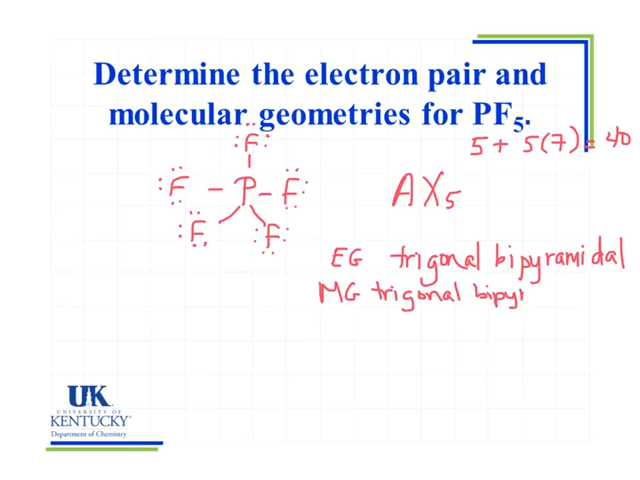 Determine the electron pair and
molecular geometries for PF5.
5 + 5(7) = 40
F
F – P – F
F F
AX5
EG trigonal bipyramidal
MG trigonal bipy
UK
UNIVERSITY OF
KENTUCKY
Department of Chemistry